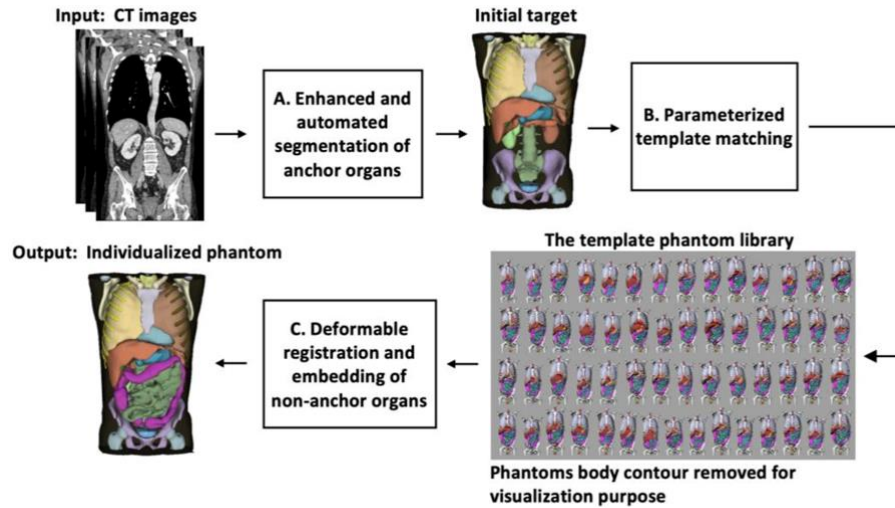 Input: CT images
Initial target
A. Enhanced and
automated
segmentation of
anchor organs
B. Parameterized
template matching
Output: Individualized phantom
The template phantom library
C. Deformable
registration and
embedding of
non-anchor organs
Phantoms body contour removed for
visualization purpose